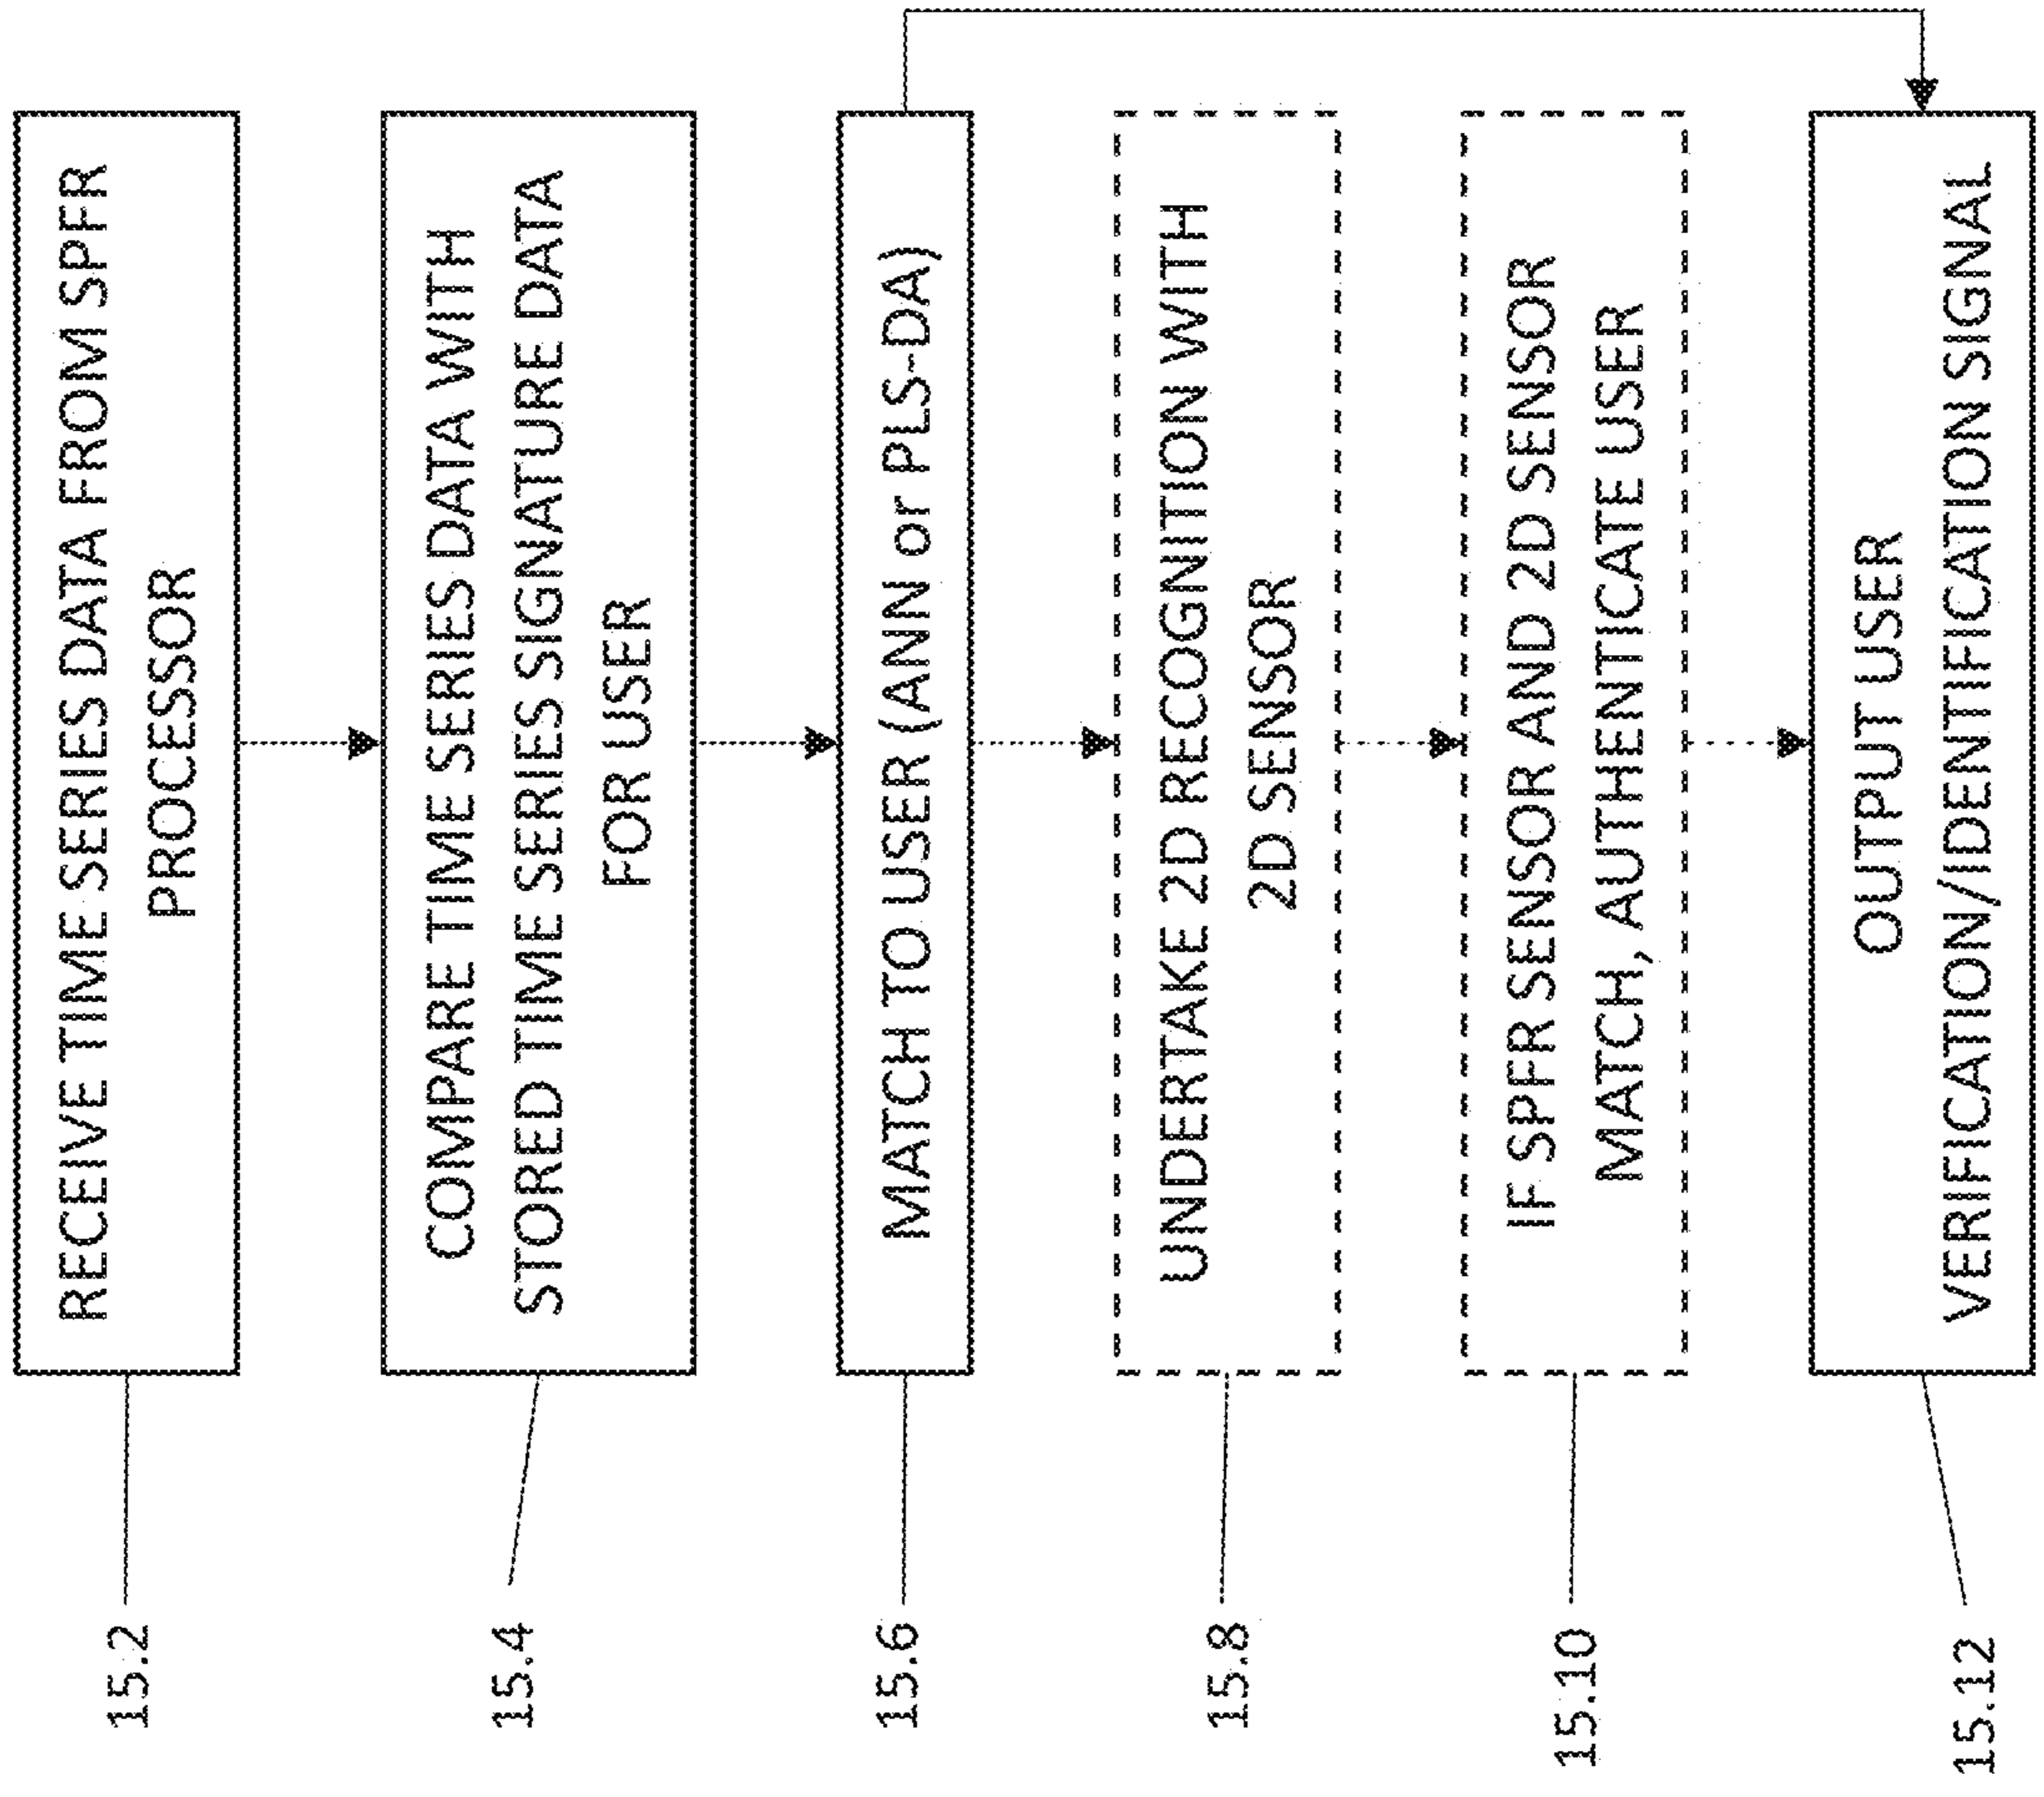 15.2
RECEIVE TIME SERIES DATA FROM SPFR
PROCESSOR
15.4
COMPARE TIME SERIES DATA WITH
STORED TIME SERIES SIGNATURE DATA
FOR USER
15.6
MATCH TO USER (ANN or PLS-DA)
15.8
UNDERTAKE 2D RECOGNITION WITH
2D SENSOR
15.10
IF SPFR SENSOR AND 2D SENSOR
MATCH, AUTHENTICATE USER
15.12
OUTPUT USER
VERIFICATION/IDENTIFICATION SIGNAL